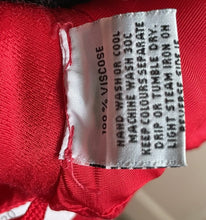 100 % VISCOSE
HAND WASH OR COOL
MACHINE WASH 30C
KEEP COLOURS SEPARATE
DRIP OR TUMBLE DRY.
LIGHT STEAM IRON ON